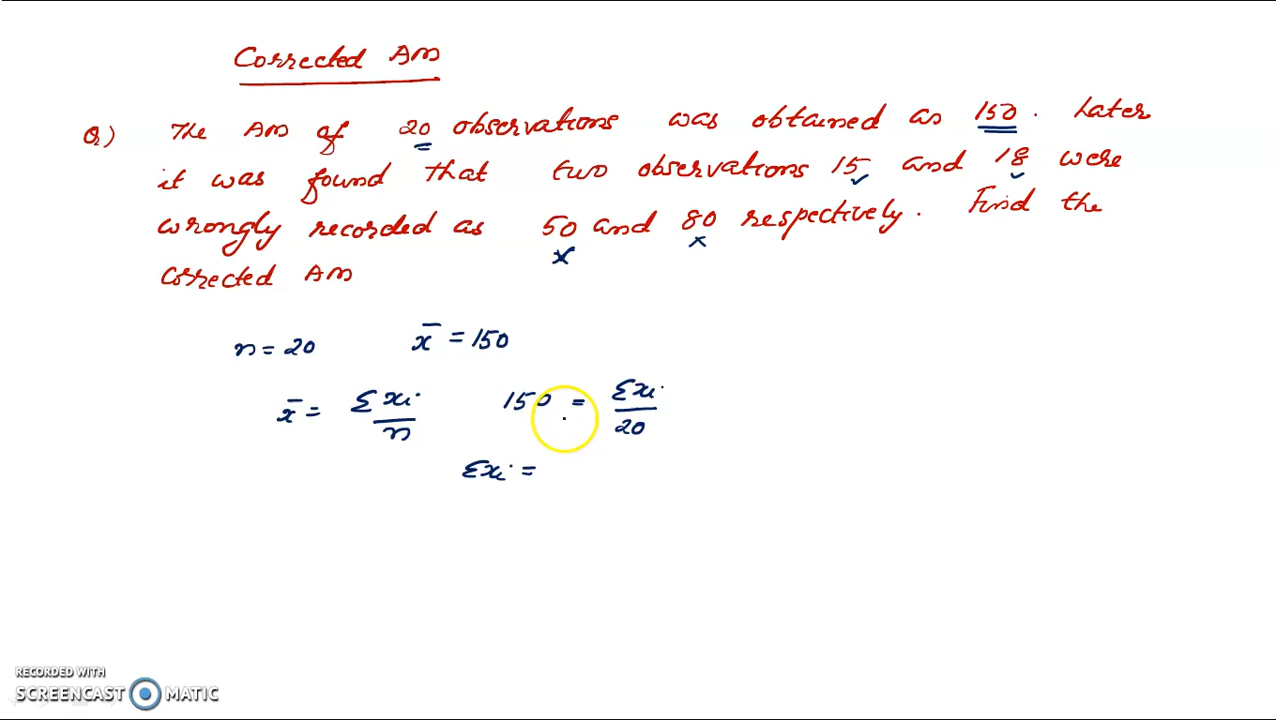 Corrected AM
Q) The AM of 20 observations was obtained as 150. Later
it was found that two observations 15 and 18 were
wrongly recorded as 50 and 80 respectively. Find the
Corrected AM
n = 20 x̄ = 150
x̄ = Σxi / n 150 = Σxi / 20
Σxi =
RECORDED WITH
SCREENCAST MATIC